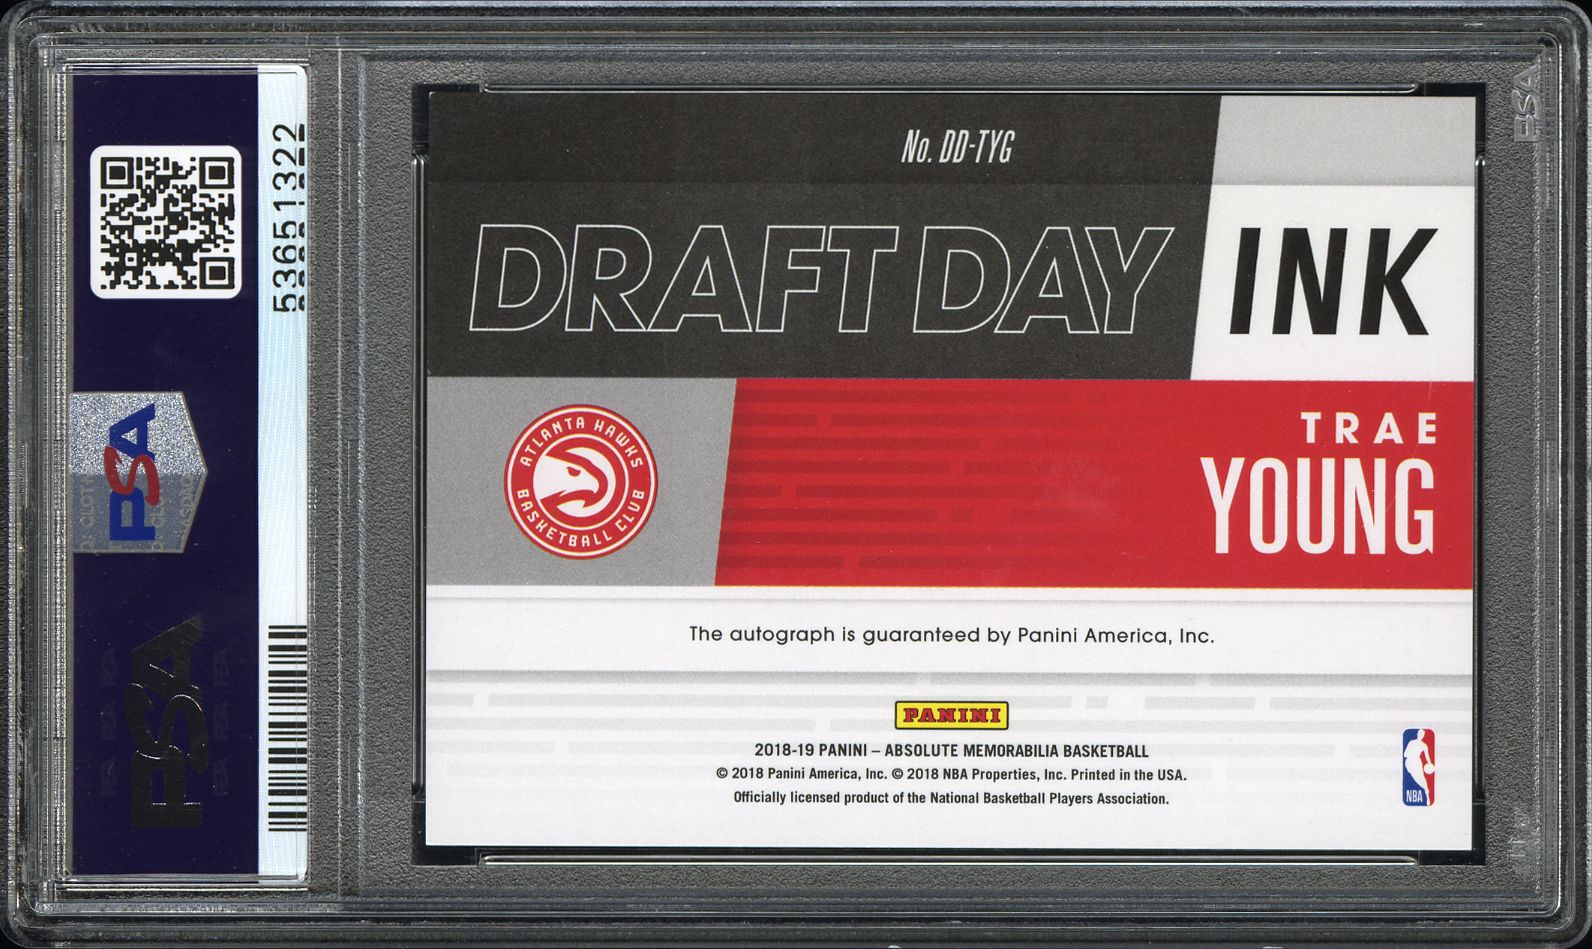 No. DD-TYG
DRAFT DAY INK
TRAE
YOUNG
ATLANTA HAWKS
BASKETBALL CLUB
The autograph is guaranteed by Panini America, Inc.
PANINI
2018-19 PANINI – ABSOLUTE MEMORABILIA BASKETBALL
© 2018 Panini America, Inc. © 2018 NBA Properties, Inc. Printed in the USA.
Officially licensed product of the National Basketball Players Association.
NBA
53651322
PSA
PSA
PSA